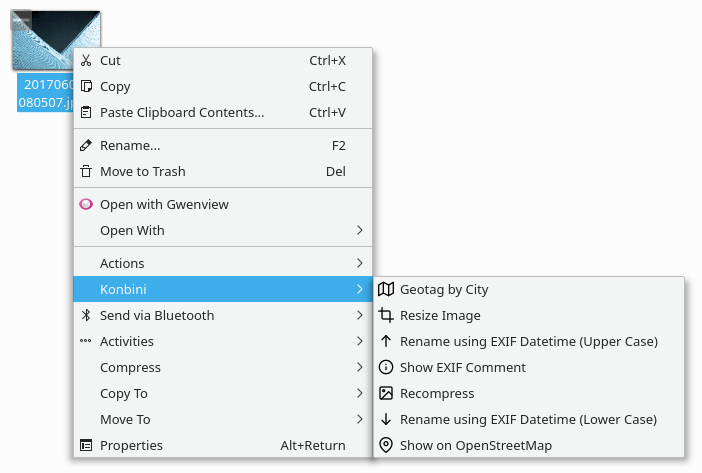 2017060
080507.j
Cut Ctrl+X
Copy Ctrl+C
Paste Clipboard Contents... Ctrl+V
Rename... F2
Move to Trash Del
Open with Gwenview
Open With
Actions
Konbini
Send via Bluetooth
Activities
Compress
Copy To
Move To
Properties Alt+Return
Geotag by City
Resize Image
Rename using EXIF Datetime (Upper Case)
Show EXIF Comment
Recompress
Rename using EXIF Datetime (Lower Case)
Show on OpenStreetMap